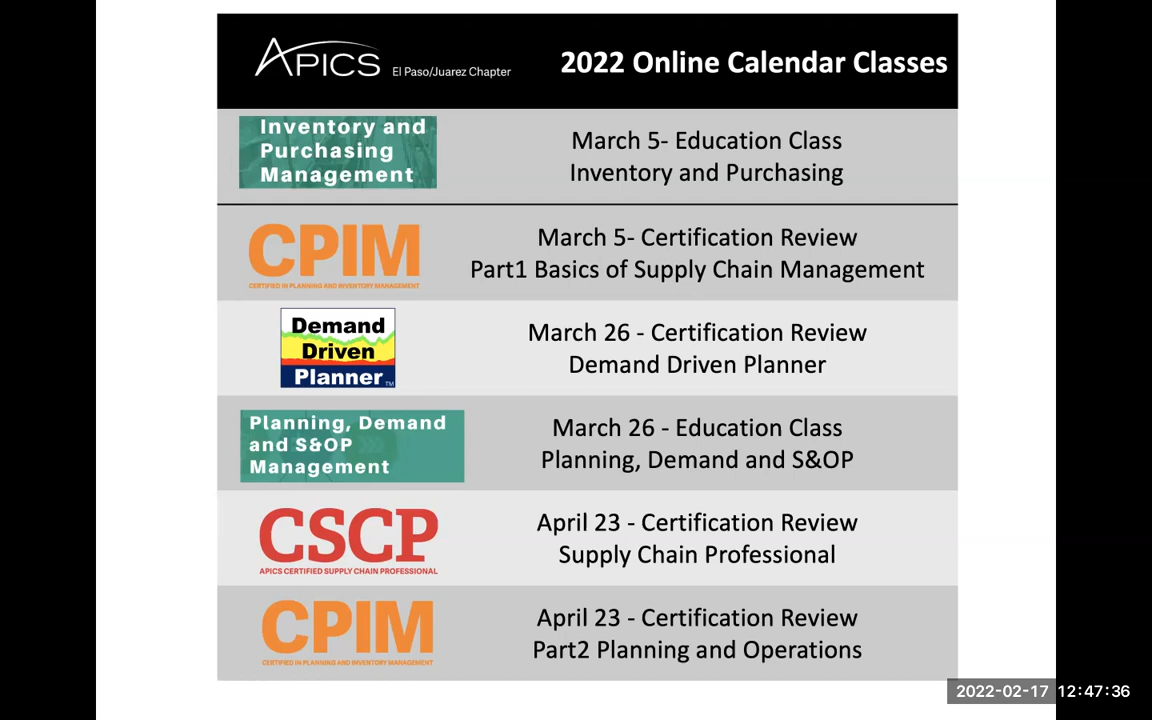 APICS El Paso/Juarez Chapter
2022 Online Calendar Classes
Inventory and
Purchasing
Management
March 5- Education Class
Inventory and Purchasing
CPIM
CERTIFIED IN PLANNING AND INVENTORY MANAGEMENT
March 5- Certification Review
Part1 Basics of Supply Chain Management
Demand
Driven
Planner TM
March 26 - Certification Review
Demand Driven Planner
Planning, Demand
and S&OP
Management
March 26 - Education Class
Planning, Demand and S&OP
CSCP
APICS CERTIFIED SUPPLY CHAIN PROFESSIONAL
April 23 - Certification Review
Supply Chain Professional
CPIM
CERTIFIED IN PLANNING AND INVENTORY MANAGEMENT
April 23 - Certification Review
Part2 Planning and Operations
2022-02-17 12:47:36